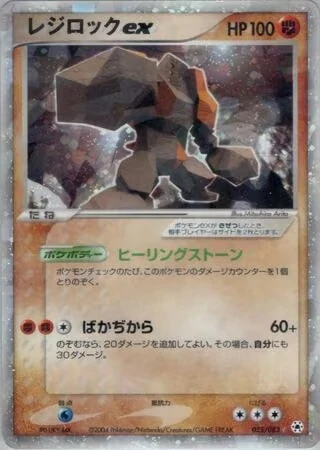 レジロックex HP100
たね
Illus. Mitsuhiro Arita
ポケモンexがきぜつしたとき、
相手プレイヤーはサイドを2枚とります。
ポケボディー ヒーリングストーン
ポケモンチェックのたび、このポケモンのダメージカウンターを1個
とりのぞく。
ばかぢから 60+
のぞむなら、20ダメージを追加してよい。その場合、自分にも
30ダメージ。
弱点 抵抗力 にげる
©2004 Pokémon/Nintendo/Creatures/GAME FREAK